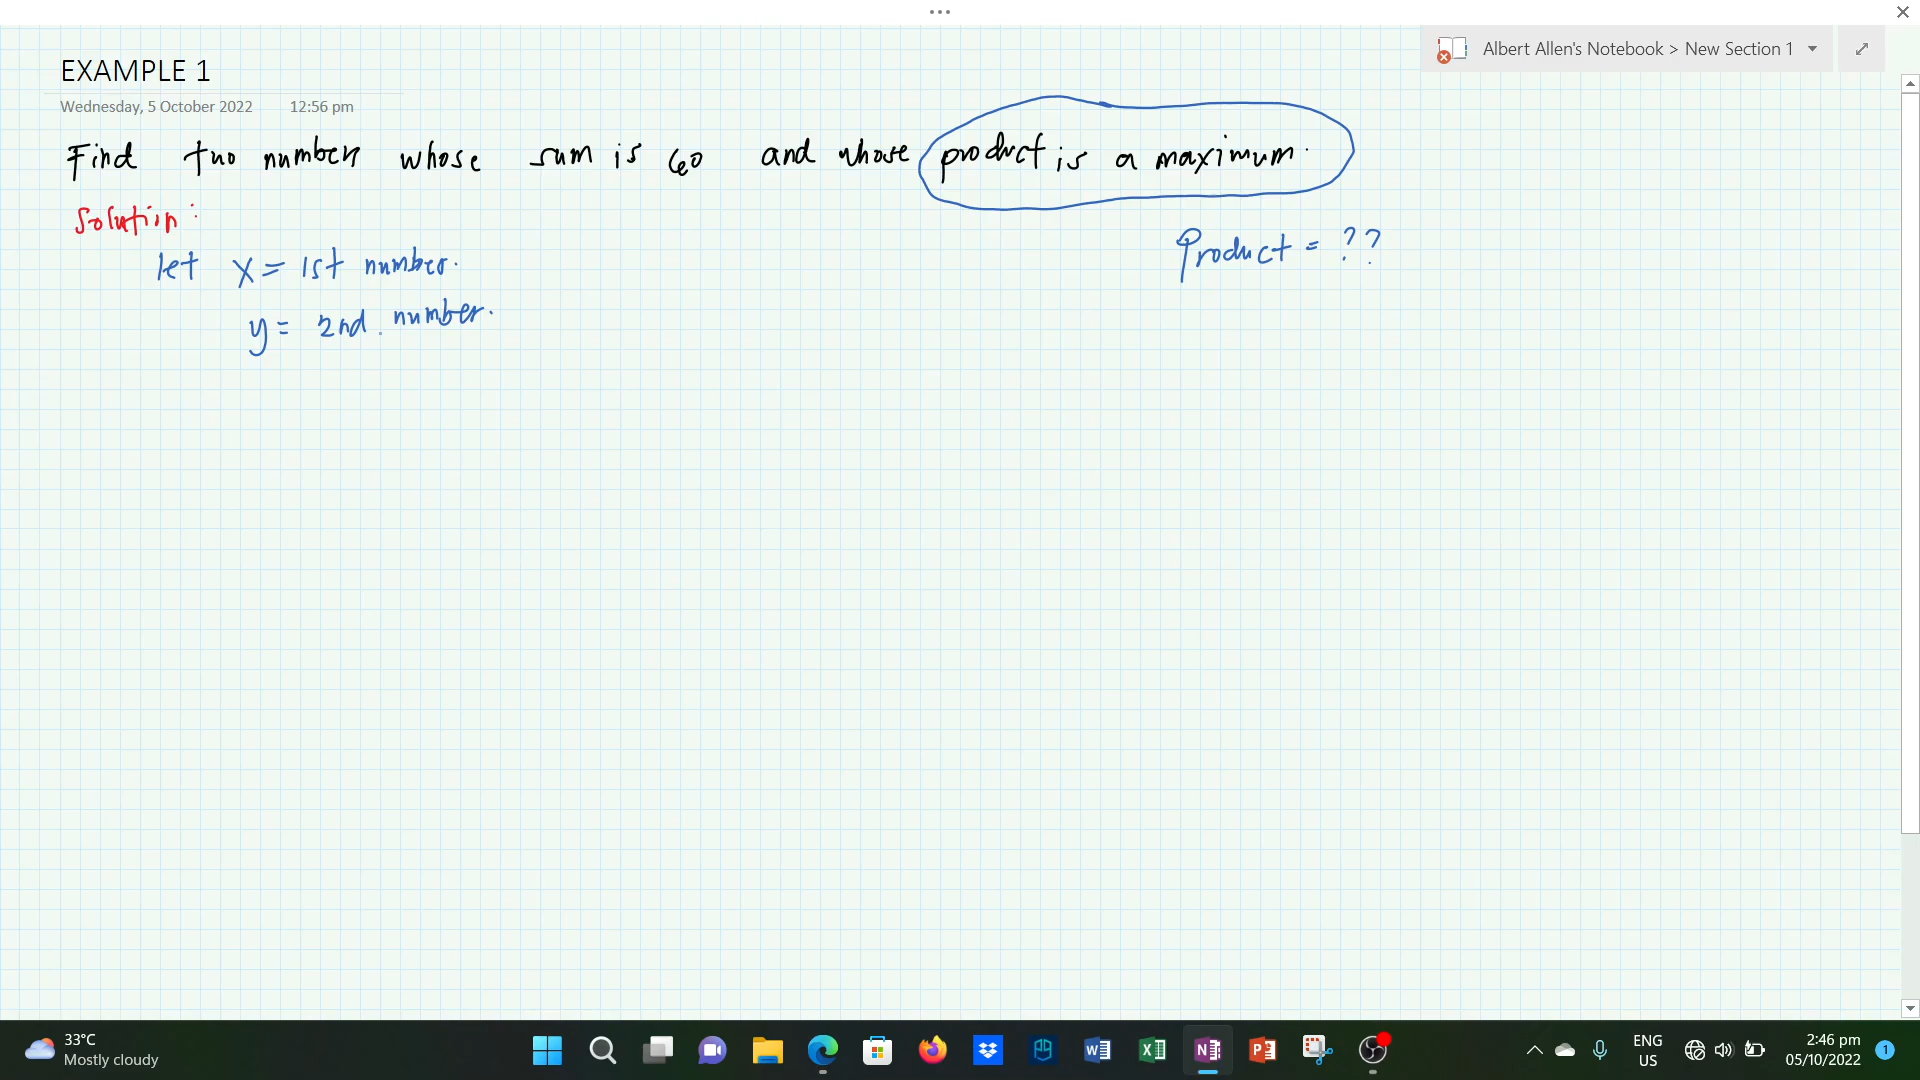 Albert Allen's Notebook > New Section 1
EXAMPLE 1
Wednesday, 5 October 2022 12:56 pm
Find two numbers whose sum is 60 and whose product is a maximum.
Solution:
Product = ??
let x = 1st number.
y = 2nd. number.
33°C
Mostly cloudy
ENG
US
2:46 pm
05/10/2022
1